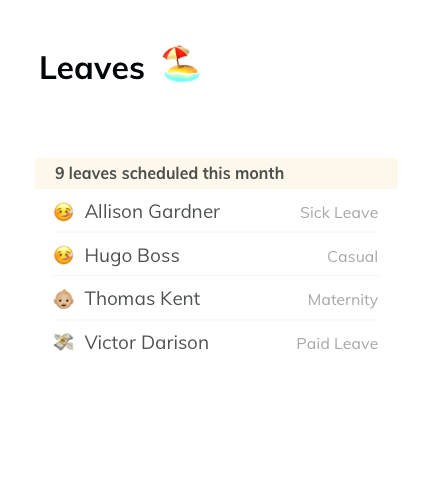 Leaves 🏖️
9 leaves scheduled this month
🤒 Allison Gardner Sick Leave
🤒 Hugo Boss Casual
👶🏼 Thomas Kent Maternity
💸 Victor Darison Paid Leave